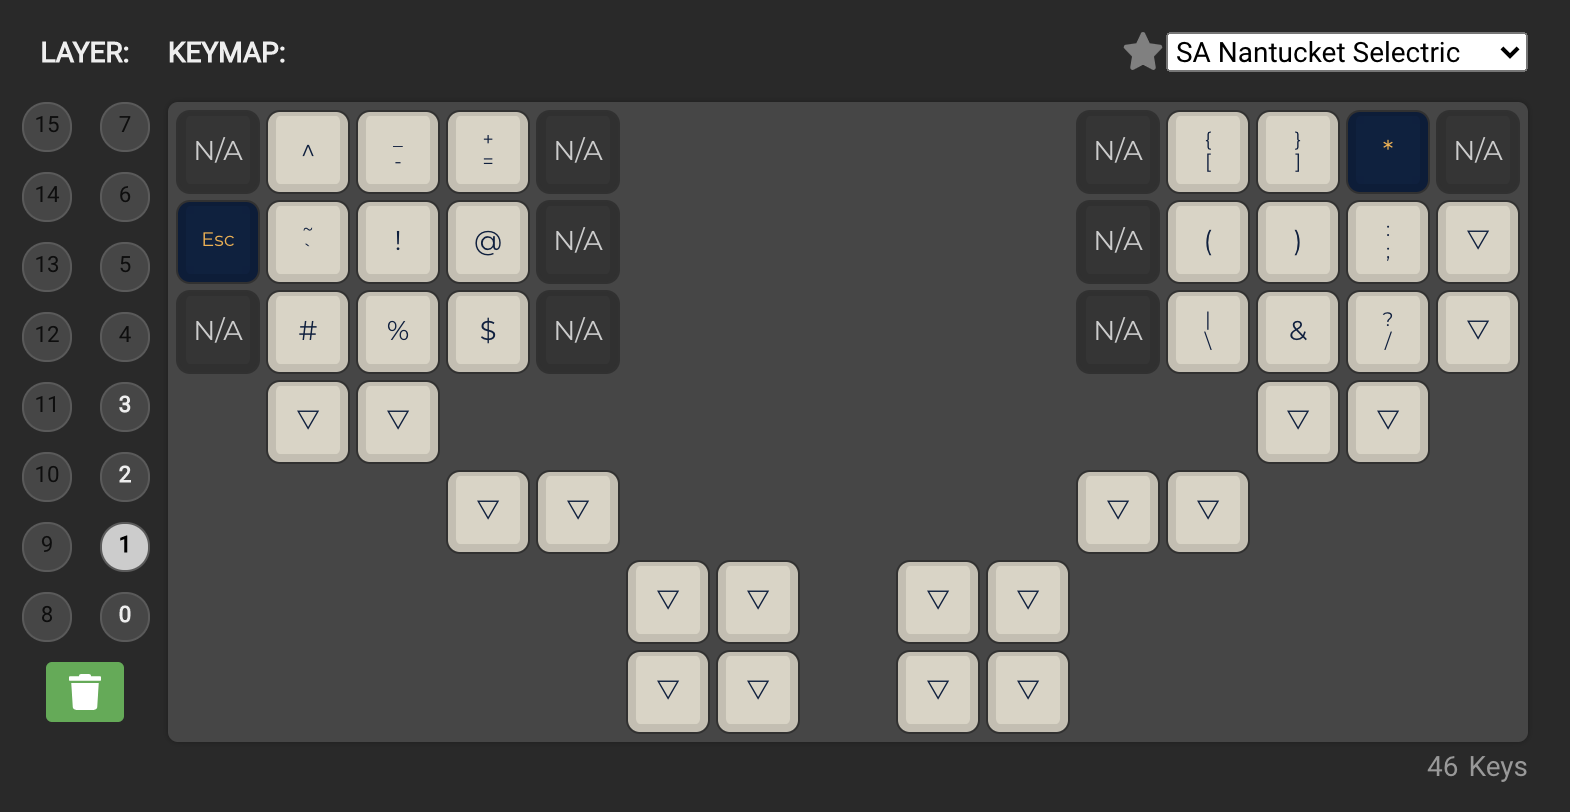 LAYER: KEYMAP: SA Nantucket Selectric
15 7 N/A ^ _ - + = N/A N/A { [ } ] * N/A
14 6 Esc ~ ` ! @ N/A N/A ( ) : ;
13 5
12 4 N/A # % $ N/A N/A | \ & ? /
11 3
10 2
9 1
8 0
46 Keys